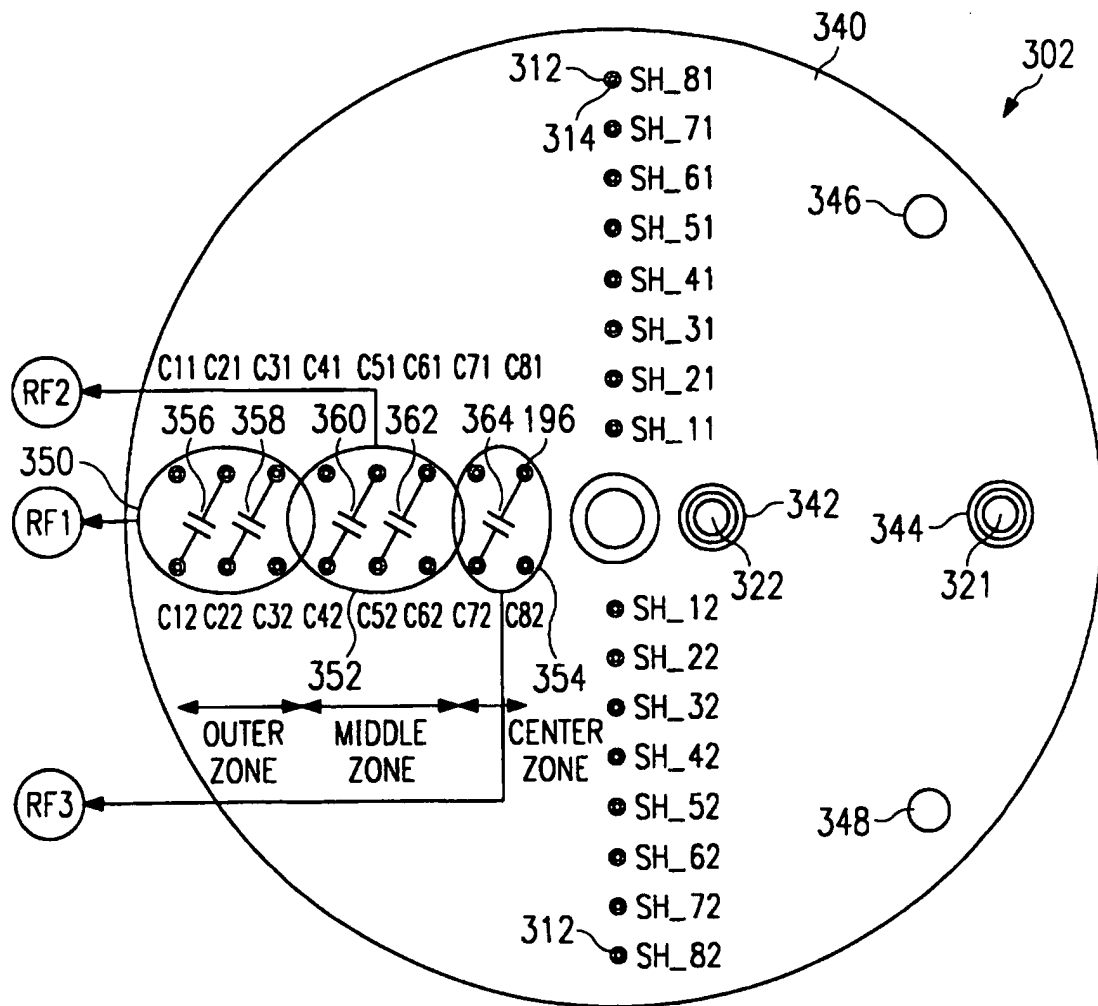 340
302
312
SH_81
314
SH_71
SH_61
346
SH_51
SH_41
SH_31
C11 C21 C31 C41 C51 C61 C71 C81
SH_21
RF2
356 358 360 362 364 196
SH_11
350
RF1
342
344
322
321
C12 C22 C32 C42 C52 C62 C72 C82
SH_12
352
354
SH_22
SH_32
OUTER ZONE
MIDDLE ZONE
CENTER ZONE
SH_42
RF3
SH_52
348
SH_62
SH_72
312
SH_82